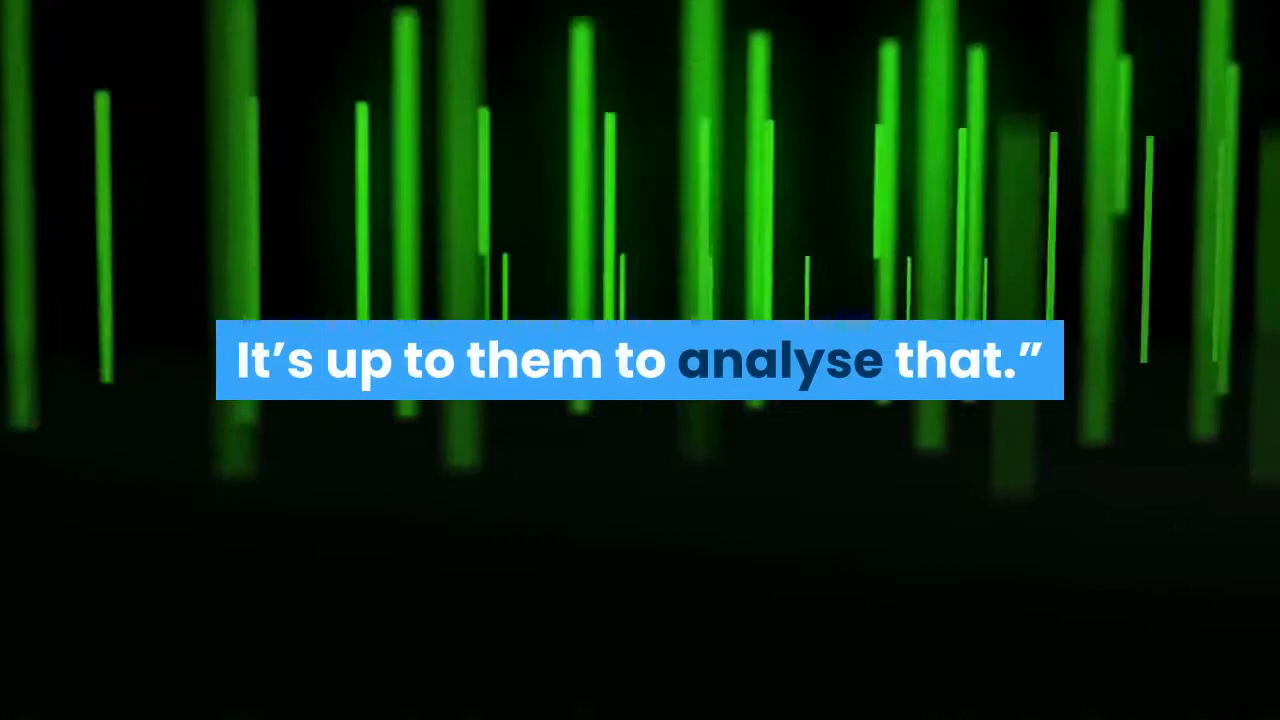 It’s up to them to analyse that.”